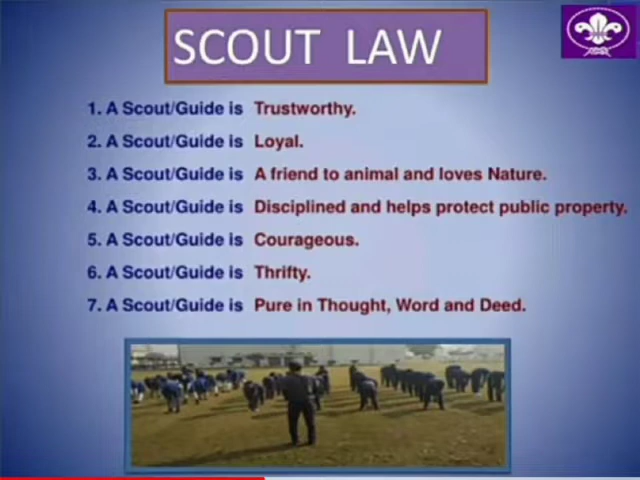 SCOUT LAW
1. A Scout/Guide is Trustworthy.
2. A Scout/Guide is Loyal.
3. A Scout/Guide is A friend to animal and loves Nature.
4. A Scout/Guide is Disciplined and helps protect public property.
5. A Scout/Guide is Courageous.
6. A Scout/Guide is Thrifty.
7. A Scout/Guide is Pure in Thought, Word and Deed.